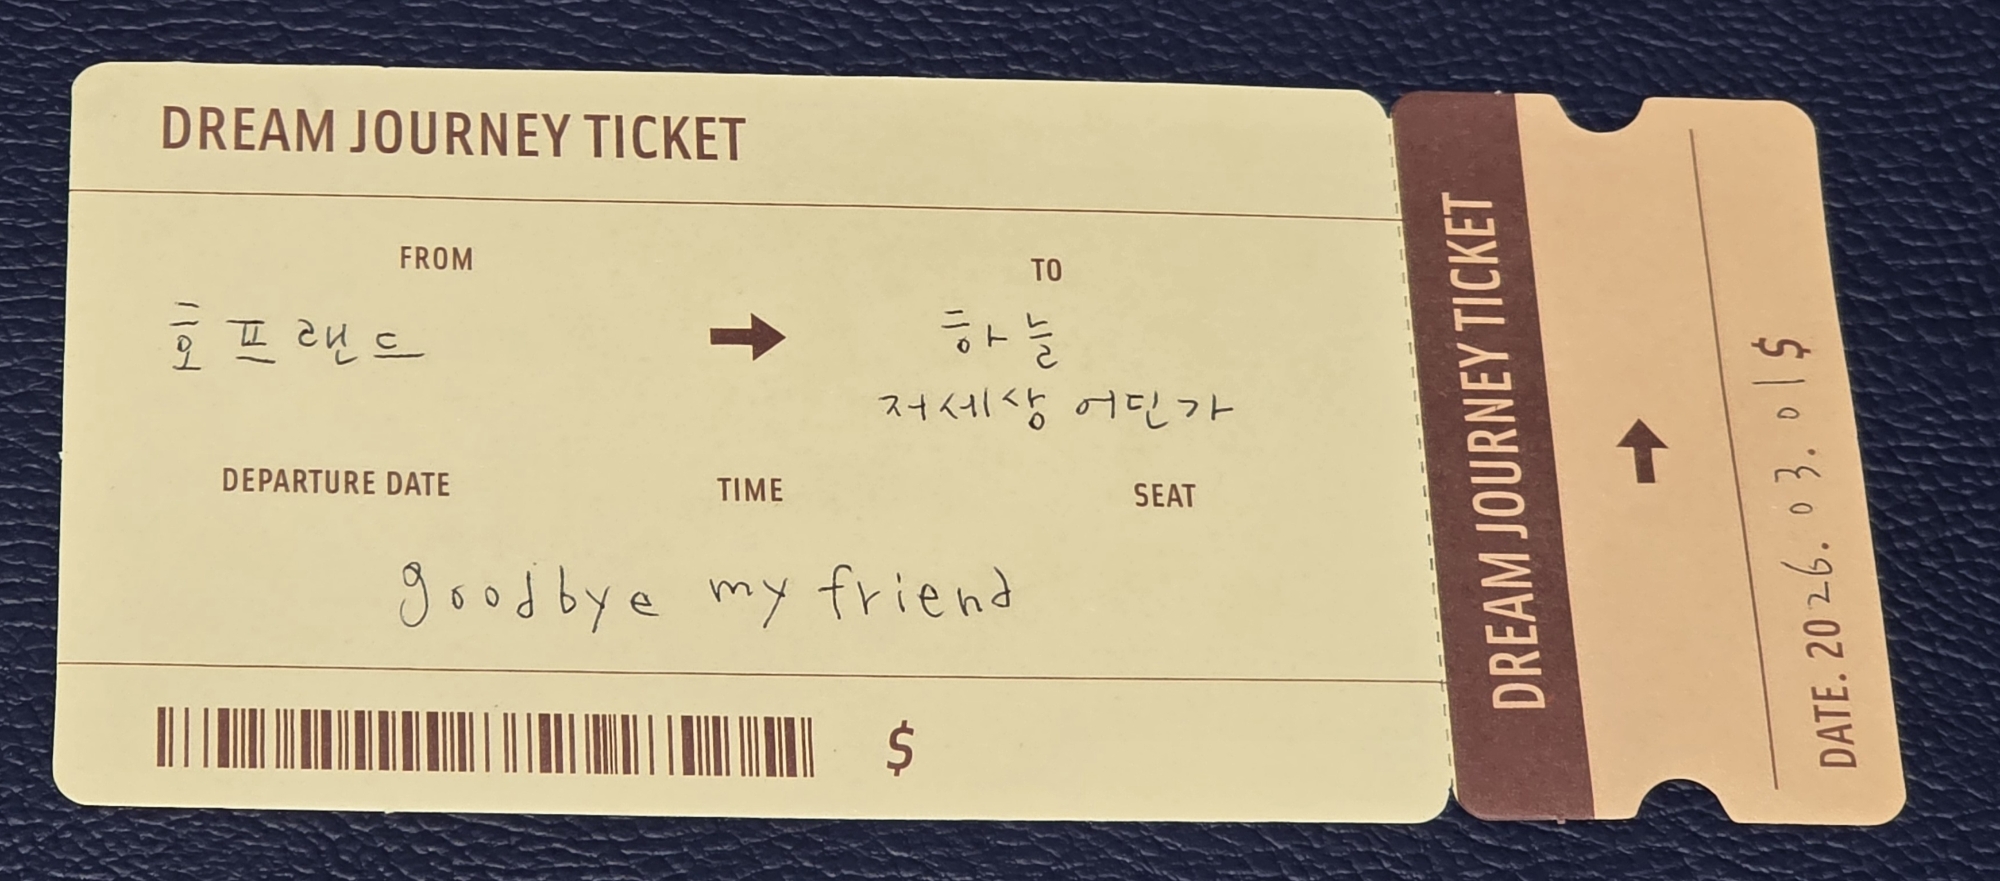 DREAM JOURNEY TICKET
FROM
TO
호프랜드
하늘
저세상 어딘가
DEPARTURE DATE TIME SEAT
goodbye my friend
$
DREAM JOURNEY TICKET
DATE. 2026. 03. 01 $